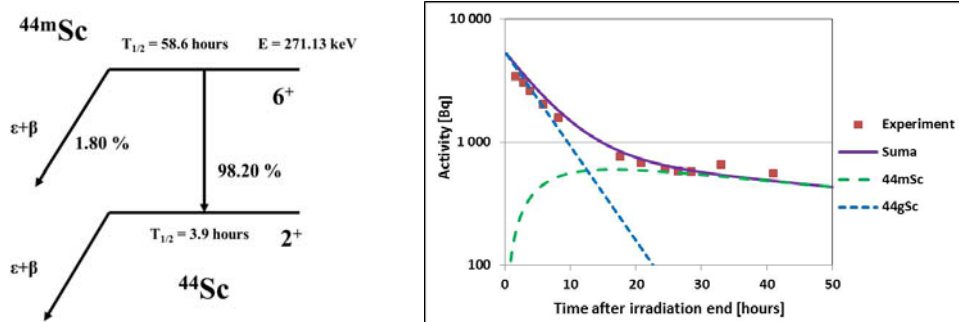 44mSc
T1/2 = 58.6 hours E = 271.13 keV
6+
ε+β
1.80 %
98.20 %
T1/2 = 3.9 hours
2+
ε+β
44Sc
10 000
1 000
100
Activity [Bq]
0 10 20 30 40 50
Time after irradiation end [hours]
Experiment
Suma
44mSc
44gSc